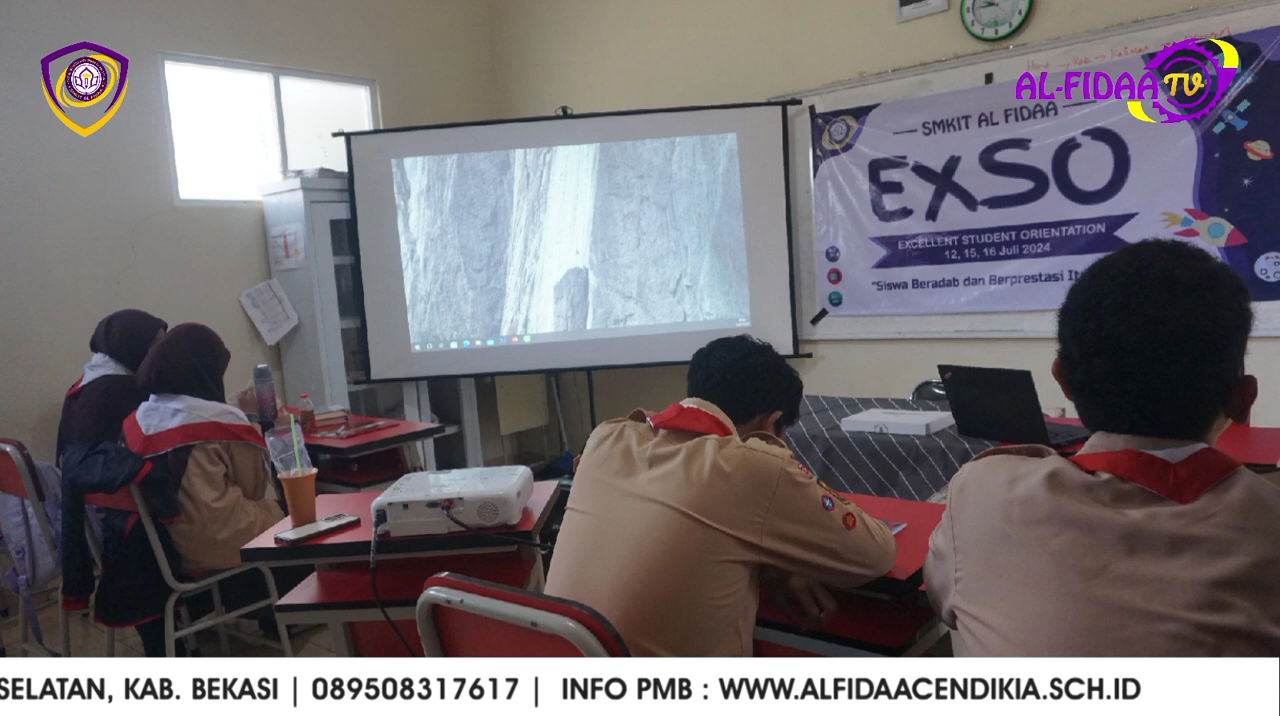 AL-FIDAA TV
SMKIT AL FIDAA
EXSO
EXCELLENT STUDENT ORIENTATION
12, 15, 16 Juli 2024
"Siswa Beradab dan Berprestasi
SELATAN, KAB. BEKASI | 089508317617 | INFO PMB : WWW.ALFIDAACENDIKIA.SCH.ID